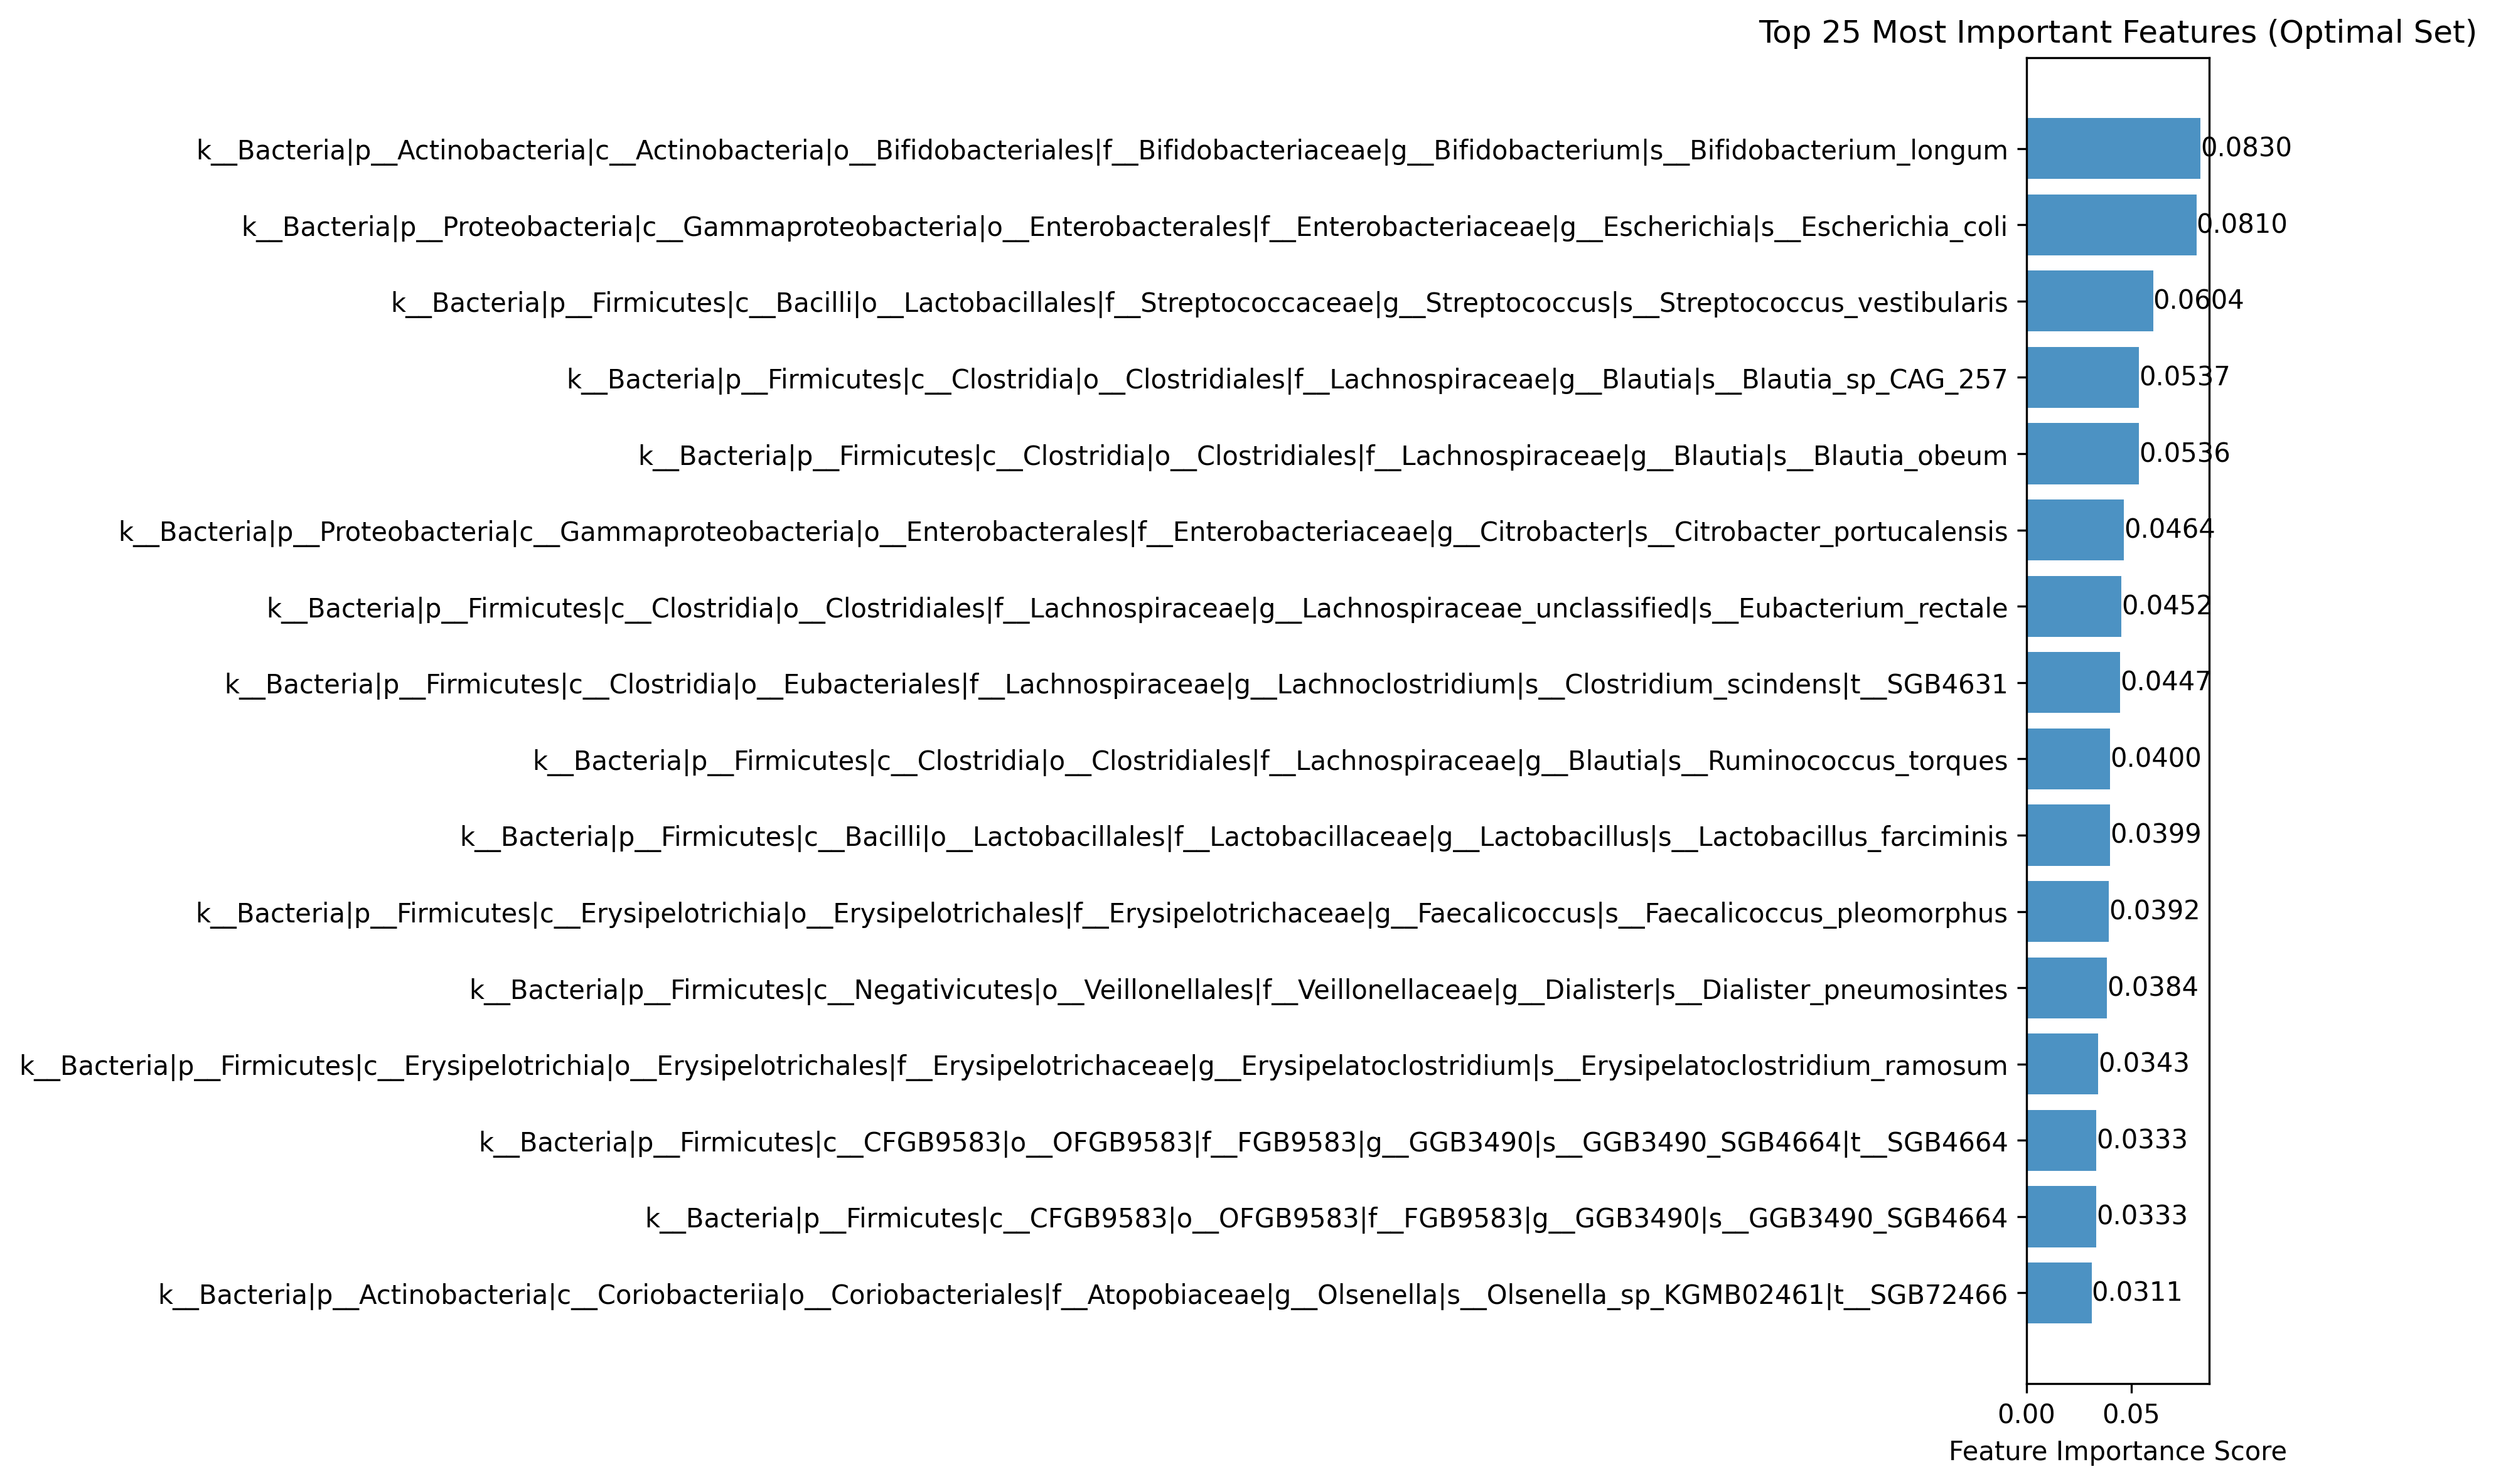 Top 25 Most Important Features (Optimal Set)
k__Bacteria|p__Actinobacteria|c__Actinobacteria|o__Bifidobacteriales|f__Bifidobacteriaceae|g__Bifidobacterium|s__Bifidobacterium_longum 0.0830
k__Bacteria|p__Proteobacteria|c__Gammaproteobacteria|o__Enterobacterales|f__Enterobacteriaceae|g__Escherichia|s__Escherichia_coli 0.0810
k__Bacteria|p__Firmicutes|c__Bacilli|o__Lactobacillales|f__Streptococcaceae|g__Streptococcus|s__Streptococcus_vestibularis 0.0604
k__Bacteria|p__Firmicutes|c__Clostridia|o__Clostridiales|f__Lachnospiraceae|g__Blautia|s__Blautia_sp_CAG_257 0.0537
k__Bacteria|p__Firmicutes|c__Clostridia|o__Clostridiales|f__Lachnospiraceae|g__Blautia|s__Blautia_obeum 0.0536
k__Bacteria|p__Proteobacteria|c__Gammaproteobacteria|o__Enterobacterales|f__Enterobacteriaceae|g__Citrobacter|s__Citrobacter_portucalensis 0.0464
k__Bacteria|p__Firmicutes|c__Clostridia|o__Clostridiales|f__Lachnospiraceae|g__Lachnospiraceae_unclassified|s__Eubacterium_rectale 0.0452
k__Bacteria|p__Firmicutes|c__Clostridia|o__Eubacteriales|f__Lachnospiraceae|g__Lachnoclostridium|s__Clostridium_scindens|t__SGB4631 0.0447
k__Bacteria|p__Firmicutes|c__Clostridia|o__Clostridiales|f__Lachnospiraceae|g__Blautia|s__Ruminococcus_torques 0.0400
k__Bacteria|p__Firmicutes|c__Bacilli|o__Lactobacillales|f__Lactobacillaceae|g__Lactobacillus|s__Lactobacillus_farciminis 0.0399
k__Bacteria|p__Firmicutes|c__Erysipelotrichia|o__Erysipelotrichales|f__Erysipelotrichaceae|g__Faecalicoccus|s__Faecalicoccus_pleomorphus 0.0392
k__Bacteria|p__Firmicutes|c__Negativicutes|o__Veillonellales|f__Veillonellaceae|g__Dialister|s__Dialister_pneumosintes 0.0384
k__Bacteria|p__Firmicutes|c__Erysipelotrichia|o__Erysipelotrichales|f__Erysipelotrichaceae|g__Erysipelatoclostridium|s__Erysipelatoclostridium_ramosum 0.0343
k__Bacteria|p__Firmicutes|c__CFGB9583|o__OFGB9583|f__FGB9583|g__GGB3490|s__GGB3490_SGB4664|t__SGB4664 0.0333
k__Bacteria|p__Firmicutes|c__CFGB9583|o__OFGB9583|f__FGB9583|g__GGB3490|s__GGB3490_SGB4664 0.0333
k__Bacteria|p__Actinobacteria|c__Coriobacteriia|o__Coriobacteriales|f__Atopobiaceae|g__Olsenella|s__Olsenella_sp_KGMB02461|t__SGB72466 0.0311
0.00 0.05
Feature Importance Score